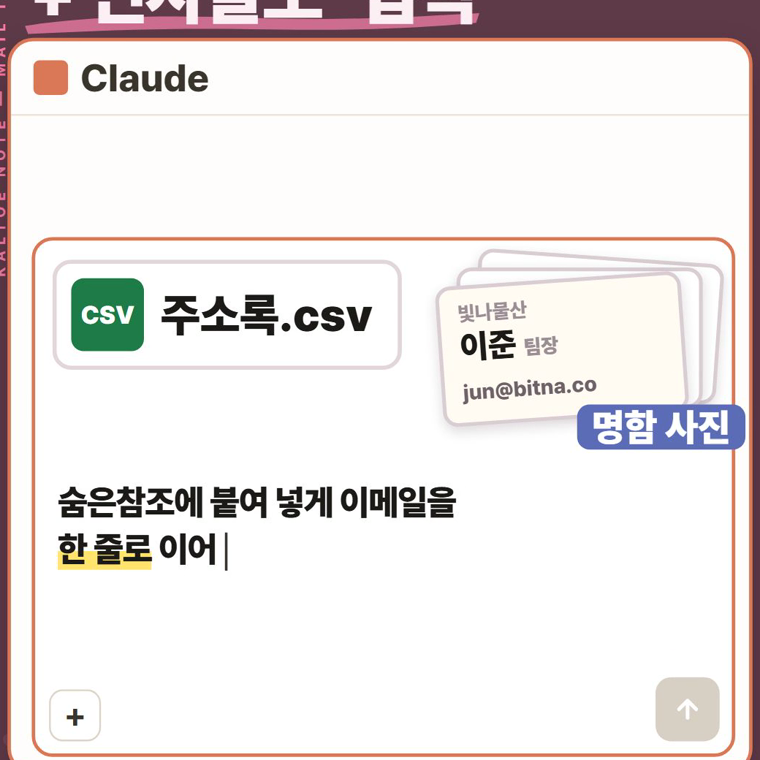 Claude
CSV 주소록.csv
빛나물산
이준 팀장
jun@bitna.co
명함 사진
숨은참조에 붙여 넣게 이메일을
한 줄로 이어
+